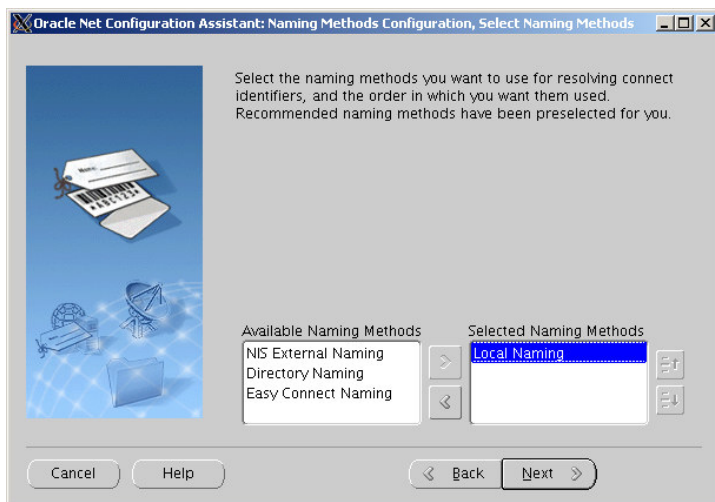 Oracle Net Configuration Assistant: Naming Methods Configuration, Select Naming Methods
Select the naming methods you want to use for resolving connect
identifiers, and the order in which you want them used.
Recommended naming methods have been preselected for you.
Name:
*ABC123*
Available Naming Methods
NIS External Naming
Directory Naming
Easy Connect Naming
Selected Naming Methods
Local Naming
Cancel
Help
Back
Next